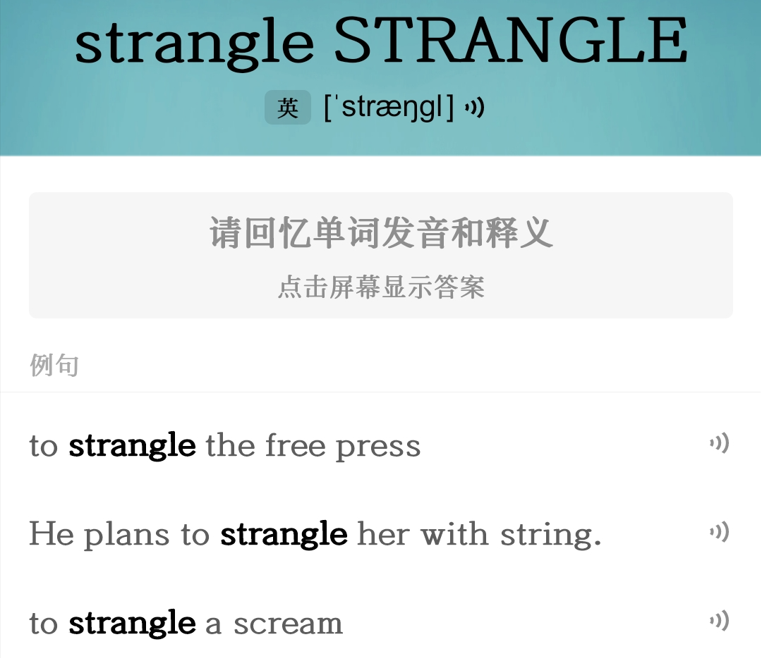 strangle STRANGLE
英 [ˈstræŋgl]
请回忆单词发音和释义
点击屏幕显示答案
例句
to strangle the free press
He plans to strangle her with string.
to strangle a scream